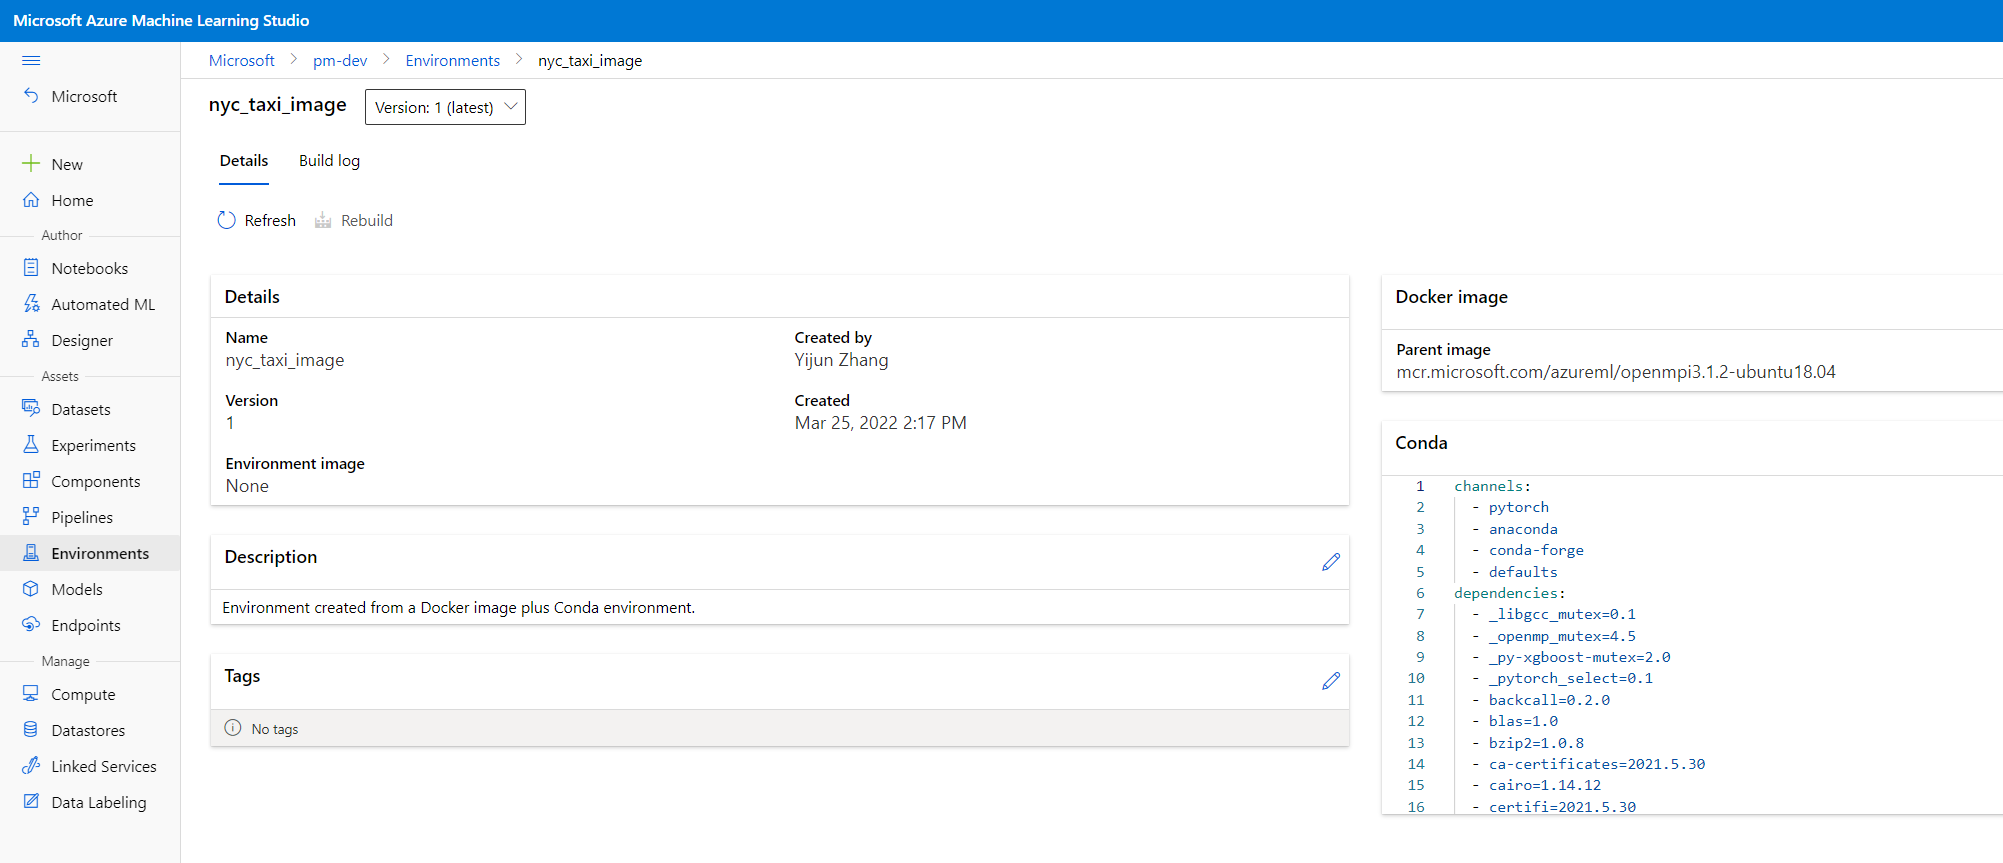 Microsoft Azure Machine Learning Studio
Microsoft
New
Home
Author
Notebooks
Automated ML
Designer
Assets
Datasets
Experiments
Components
Pipelines
Environments
Models
Endpoints
Manage
Compute
Datastores
Linked Services
Data Labeling
Microsoft > pm-dev > Environments > nyc_taxi_image
nyc_taxi_image Version: 1 (latest)
Details Build log
Refresh Rebuild
Details
Name
nyc_taxi_image
Created by
Yijun Zhang
Version
1
Created
Mar 25, 2022 2:17 PM
Environment image
None
Description
Environment created from a Docker image plus Conda environment.
Tags
No tags
Docker image
Parent image
mcr.microsoft.com/azureml/openmpi3.1.2-ubuntu18.04
Conda
1 channels:
2 - pytorch
3 - anaconda
4 - conda-forge
5 - defaults
6 dependencies:
7 - _libgcc_mutex=0.1
8 - _openmp_mutex=4.5
9 - _py-xgboost-mutex=2.0
10 - _pytorch_select=0.1
11 - backcall=0.2.0
12 - blas=1.0
13 - bzip2=1.0.8
14 - ca-certificates=2021.5.30
15 - cairo=1.14.12
16 - certifi=2021.5.30